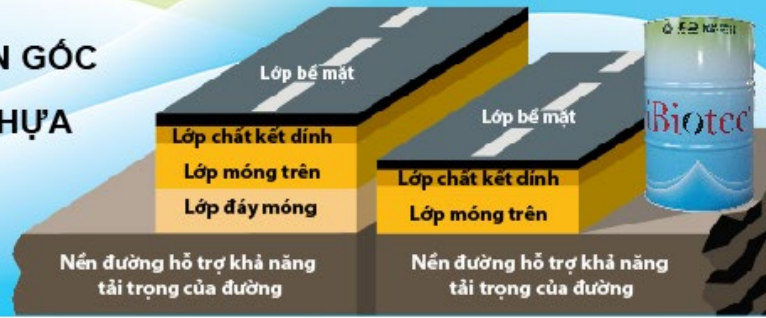 N GỐC
HỰA
Lớp bề mặt
Lớp chất kết dính
Lớp móng trên
Lớp đáy móng
Nền đường hỗ trợ khả năng
tải trọng của đường
Lớp bề mặt
Lớp chất kết dính
Lớp móng trên
Nền đường hỗ trợ khả năng
tải trọng của đường
iBiotec